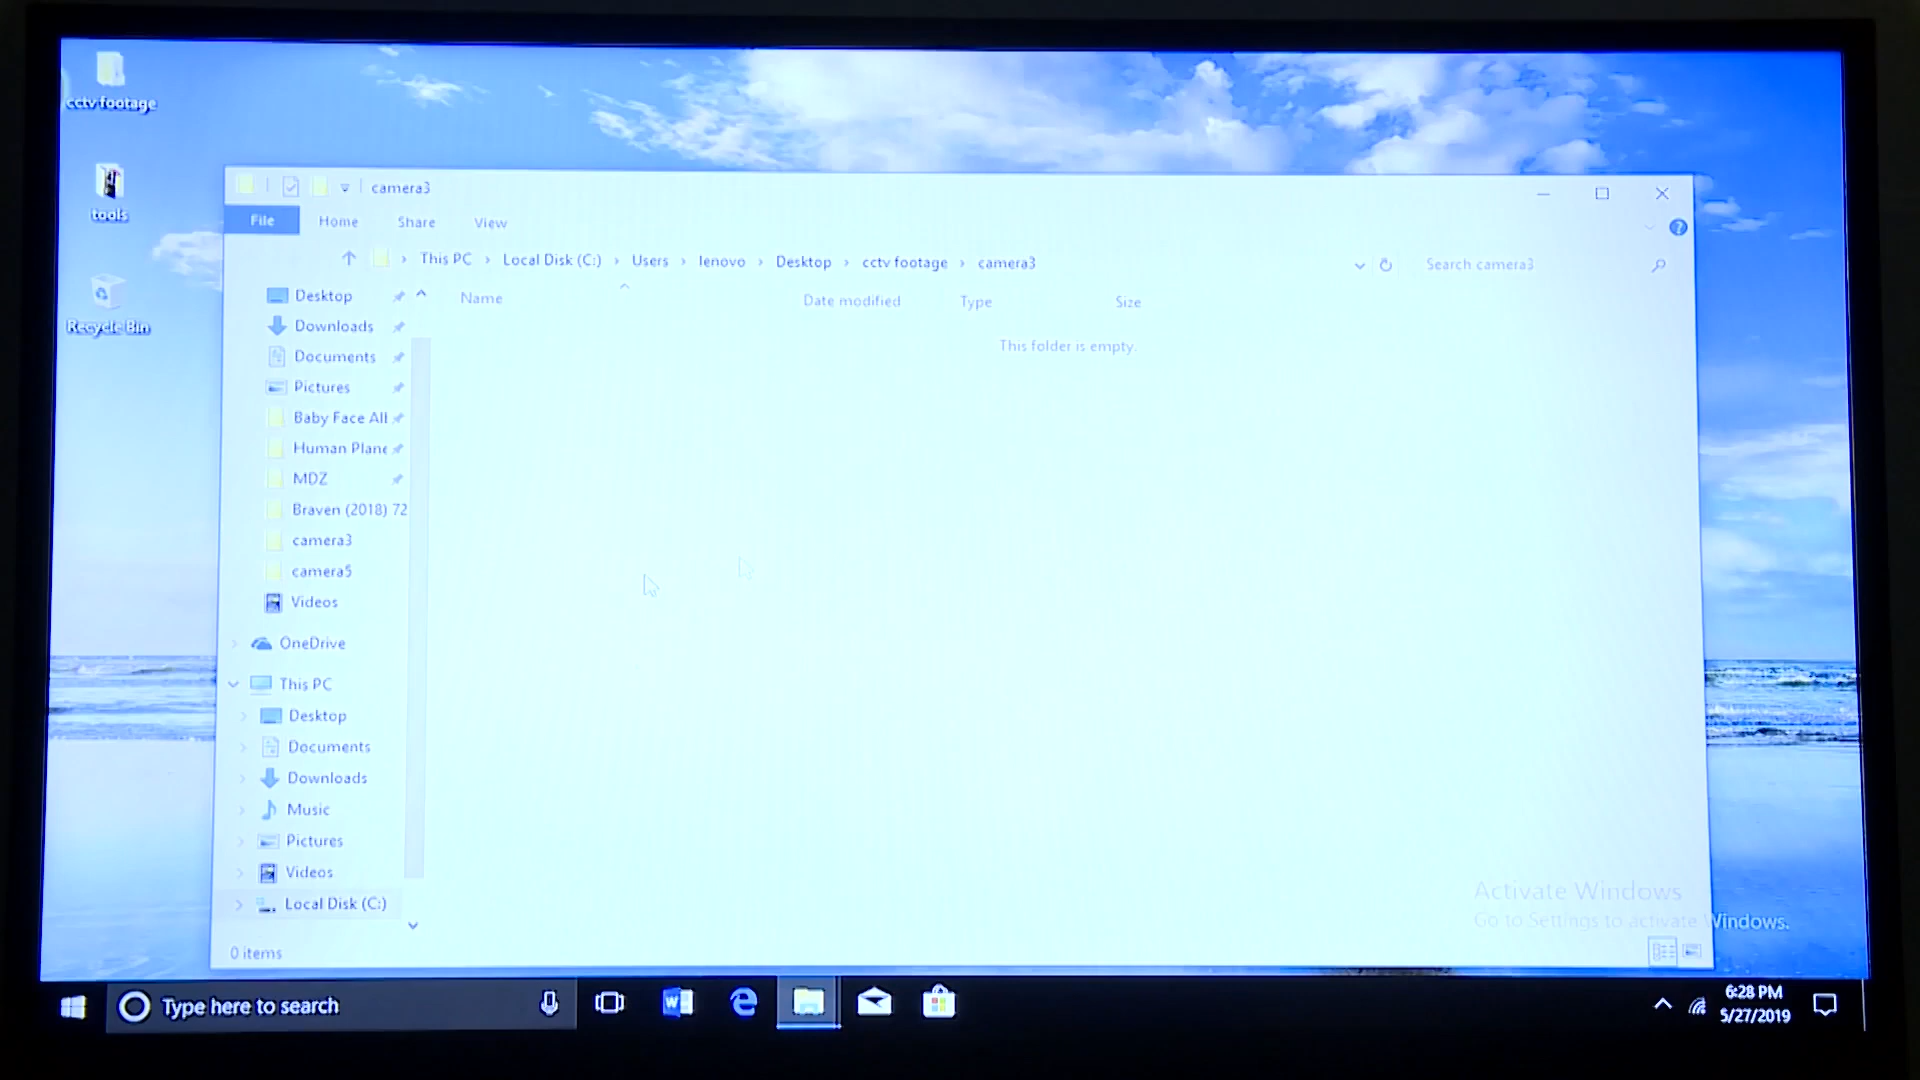 cctv footage
tools
Recycle Bin
camera3
File Home Share View
This PC › Local Disk (C:) › Users › lenovo › Desktop › cctv footage › camera3
Search camera3
Name Date modified Type Size
This folder is empty.
Desktop
Downloads
Documents
Pictures
Baby Face All
Human Plane
MDZ
Braven (2018) 72
camera3
camera5
Videos
OneDrive
This PC
Desktop
Documents
Downloads
Music
Pictures
Videos
Local Disk (C:)
0 items
Activate Windows
Go to Settings to activate Windows.
Type here to search
6:28 PM
5/27/2019